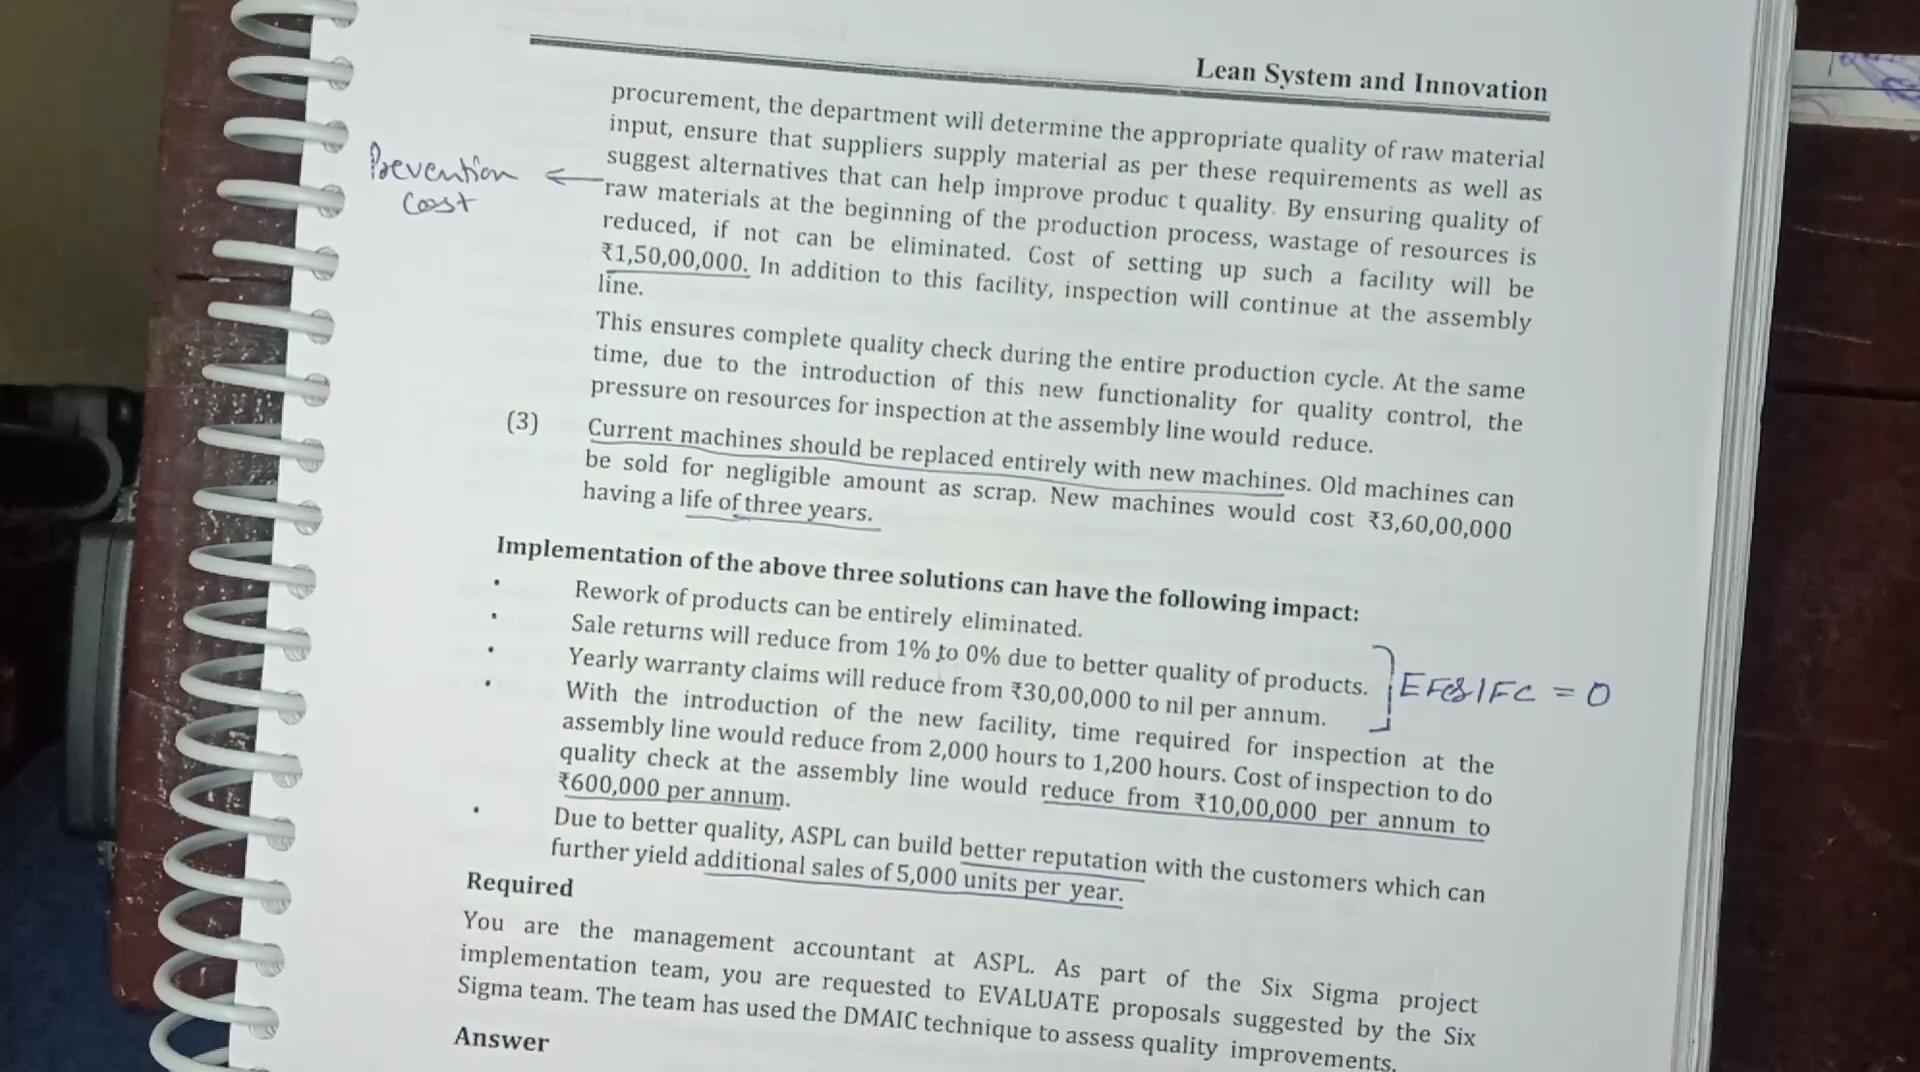 Lean System and Innovation
procurement, the department will determine the appropriate quality of raw material
input, ensure that suppliers supply material as per these requirements as well as
suggest alternatives that can help improve produc t quality. By ensuring quality of
raw materials at the beginning of the production process, wastage of resources is
reduced, if not can be eliminated. Cost of setting up such a facility will be
₹1,50,00,000. In addition to this facility, inspection will continue at the assembly
line.
Prevention
Cost
This ensures complete quality check during the entire production cycle. At the same
time, due to the introduction of this new functionality for quality control, the
pressure on resources for inspection at the assembly line would reduce.
(3) Current machines should be replaced entirely with new machines. Old machines can
be sold for negligible amount as scrap. New machines would cost ₹3,60,00,000
having a life of three years.
Implementation of the above three solutions can have the following impact:
• Rework of products can be entirely eliminated.
• Sale returns will reduce from 1% to 0% due to better quality of products.
• Yearly warranty claims will reduce from ₹30,00,000 to nil per annum.
EFC&IFC = 0
• With the introduction of the new facility, time required for inspection at the
assembly line would reduce from 2,000 hours to 1,200 hours. Cost of inspection to do
quality check at the assembly line would reduce from ₹10,00,000 per annum to
₹600,000 per annum.
• Due to better quality, ASPL can build better reputation with the customers which can
further yield additional sales of 5,000 units per year.
Required
You are the management accountant at ASPL. As part of the Six Sigma project
implementation team, you are requested to EVALUATE proposals suggested by the Six
Sigma team. The team has used the DMAIC technique to assess quality improvements.
Answer